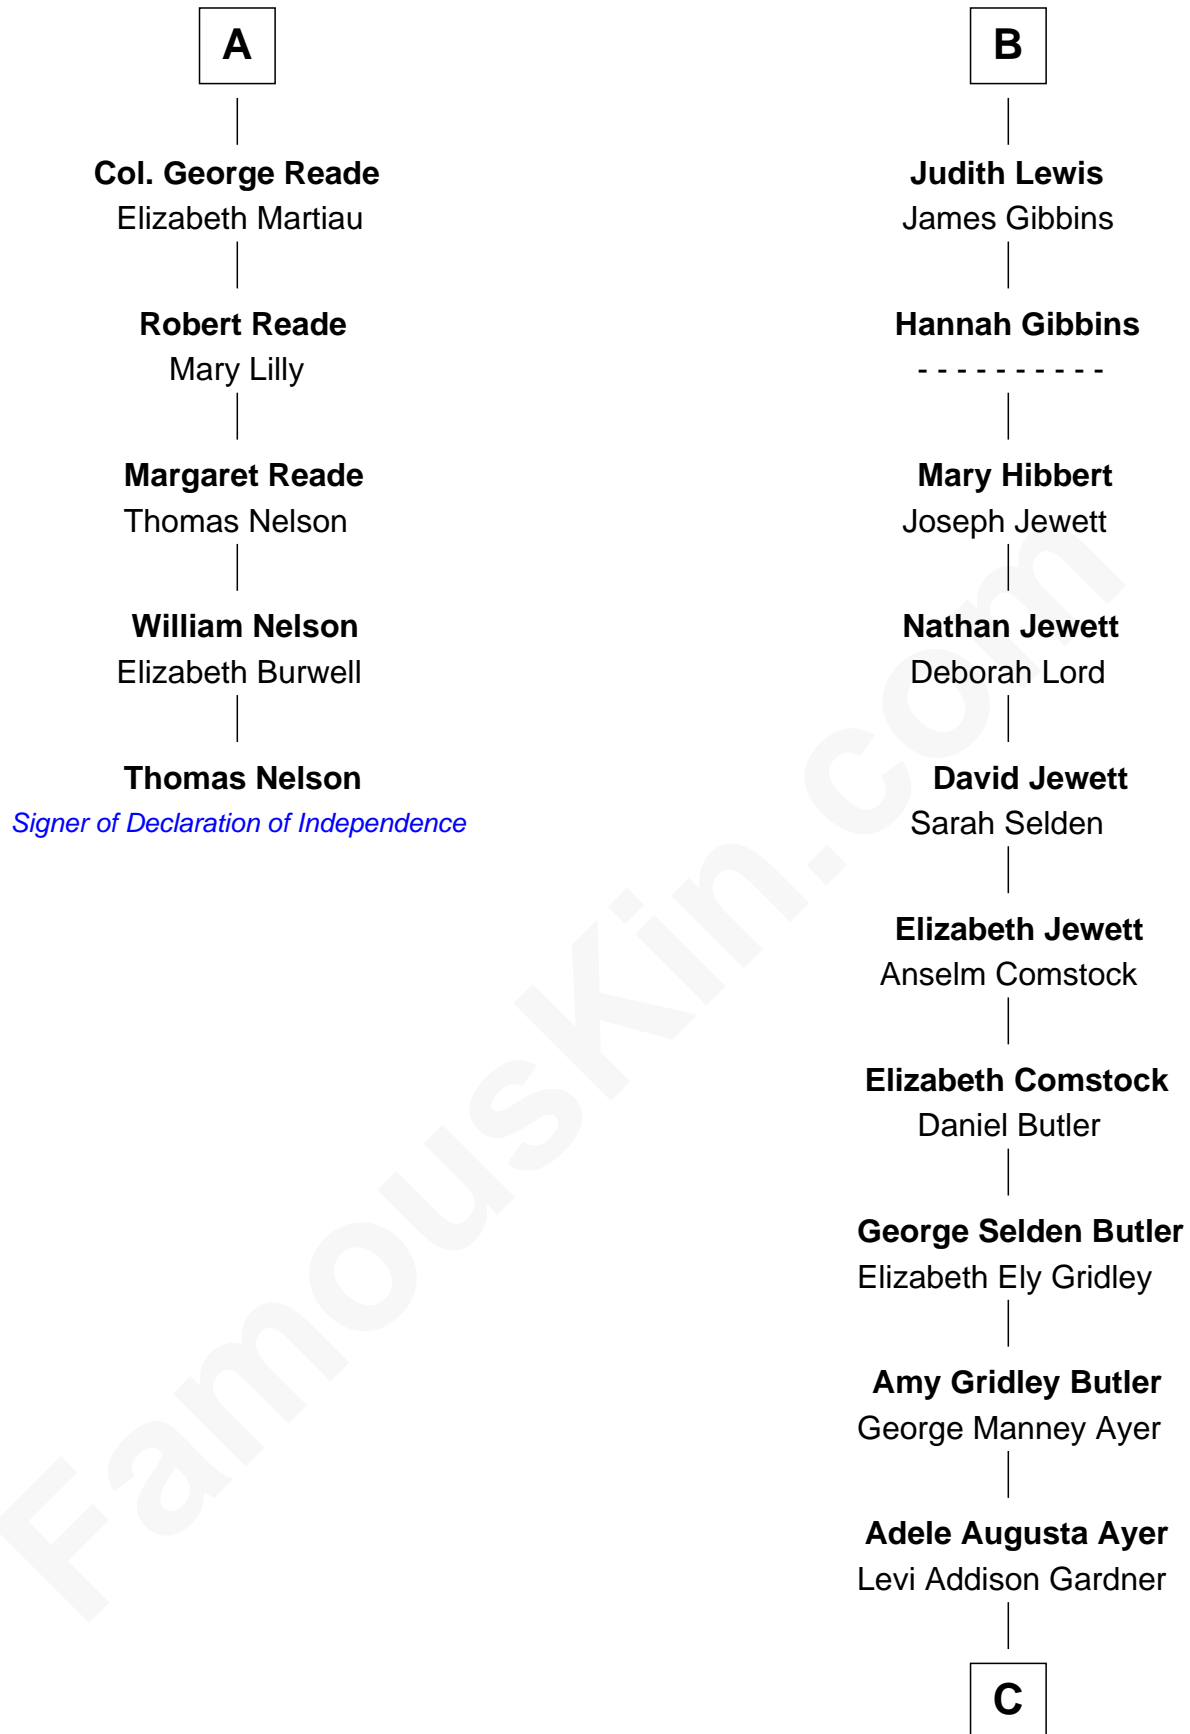 A
Col. George Reade
Elizabeth Martiau
Robert Reade
Mary Lilly
Margaret Reade
Thomas Nelson
William Nelson
Elizabeth Burwell
Thomas Nelson
Signer of Declaration of Independence
B
Judith Lewis
James Gibbins
Hannah Gibbins
- - - - - - - - - -
Mary Hibbert
Joseph Jewett
Nathan Jewett
Deborah Lord
David Jewett
Sarah Selden
Elizabeth Jewett
Anselm Comstock
Elizabeth Comstock
Daniel Butler
George Selden Butler
Elizabeth Ely Gridley
Amy Gridley Butler
George Manney Ayer
Adele Augusta Ayer
Levi Addison Gardner
C
FamousKin.com